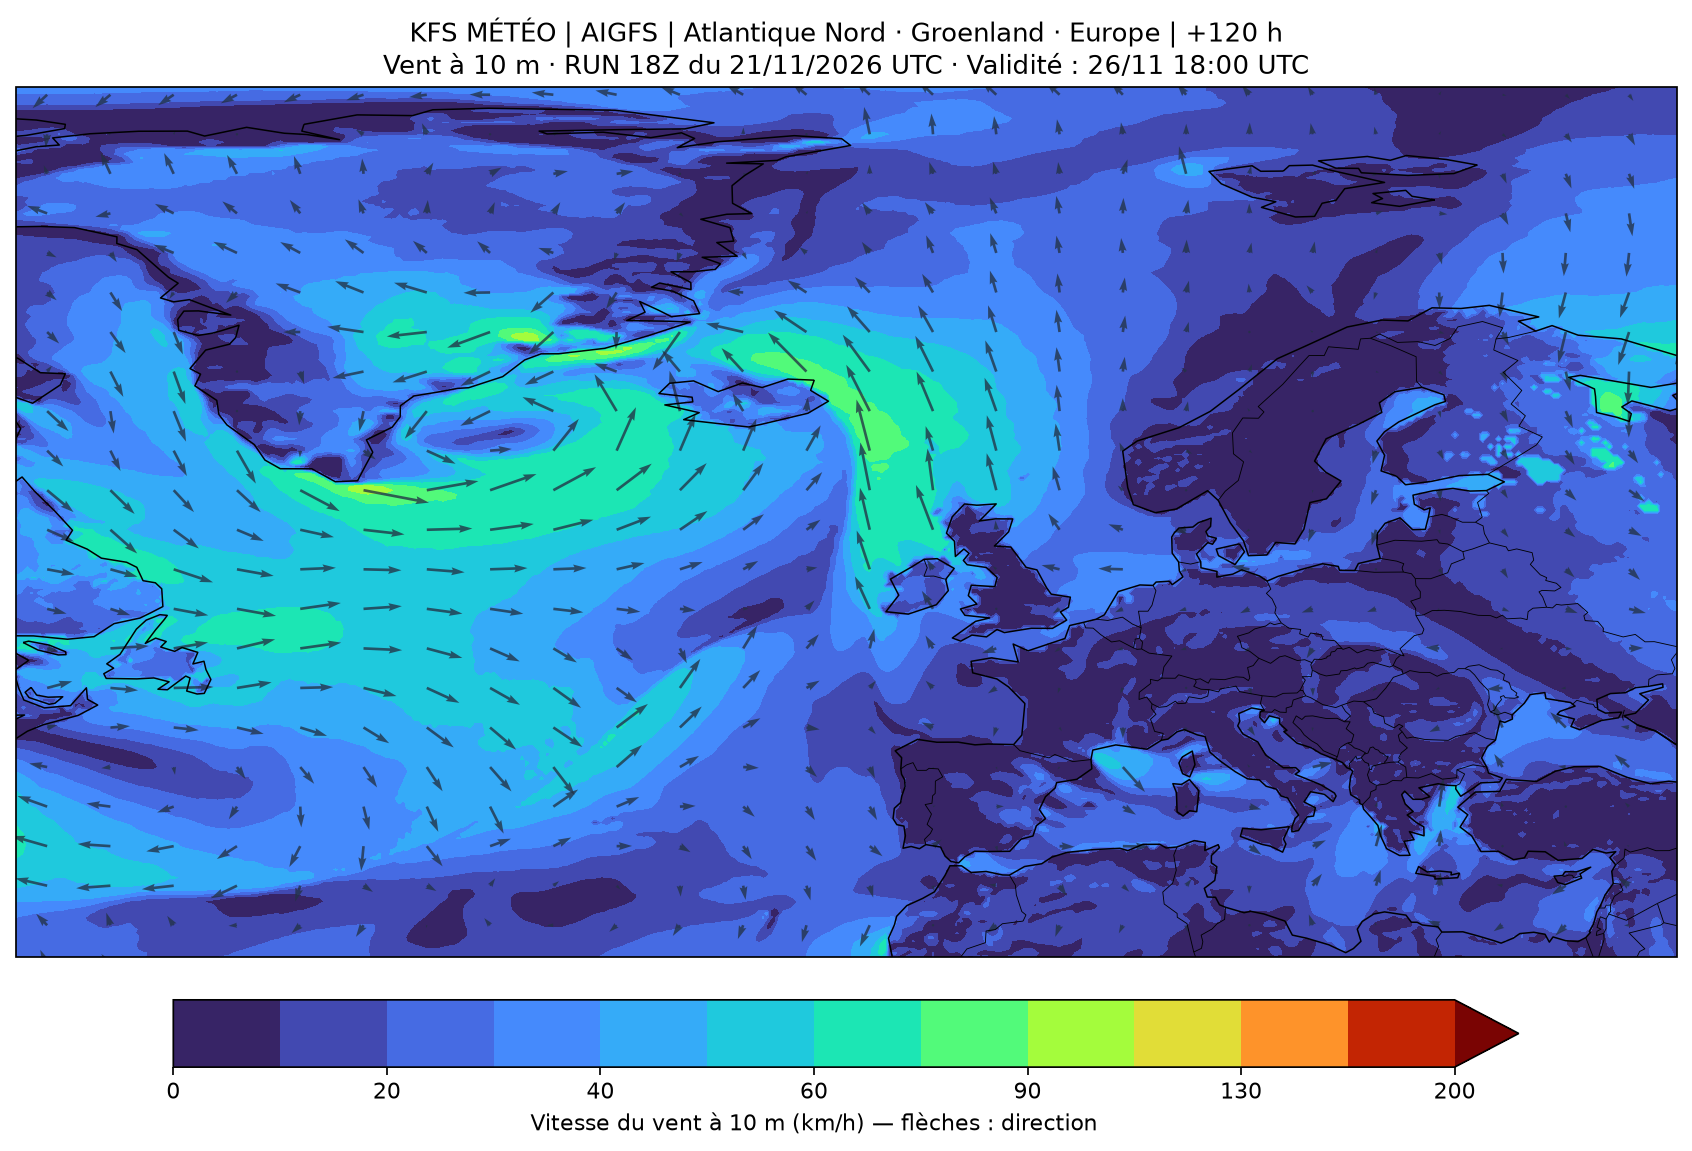 KFS MÉTÉO | AIGFS | Atlantique Nord · Groenland · Europe | +120 h
Vent à 10 m · RUN 18Z du 21/11/2026 UTC · Validité : 26/11 18:00 UTC
0 20 40 60 90 130 200
Vitesse du vent à 10 m (km/h) — flèches : direction